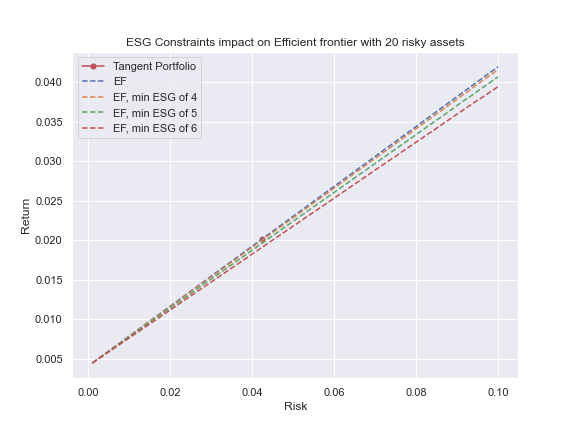 ESG Constraints impact on Efficient frontier with 20 risky assets
Tangent Portfolio
EF
EF, min ESG of 4
EF, min ESG of 5
EF, min ESG of 6
0.040
0.035
0.030
0.025
0.020
0.015
0.010
0.005
Return
0.00 0.02 0.04 0.06 0.08 0.10
Risk